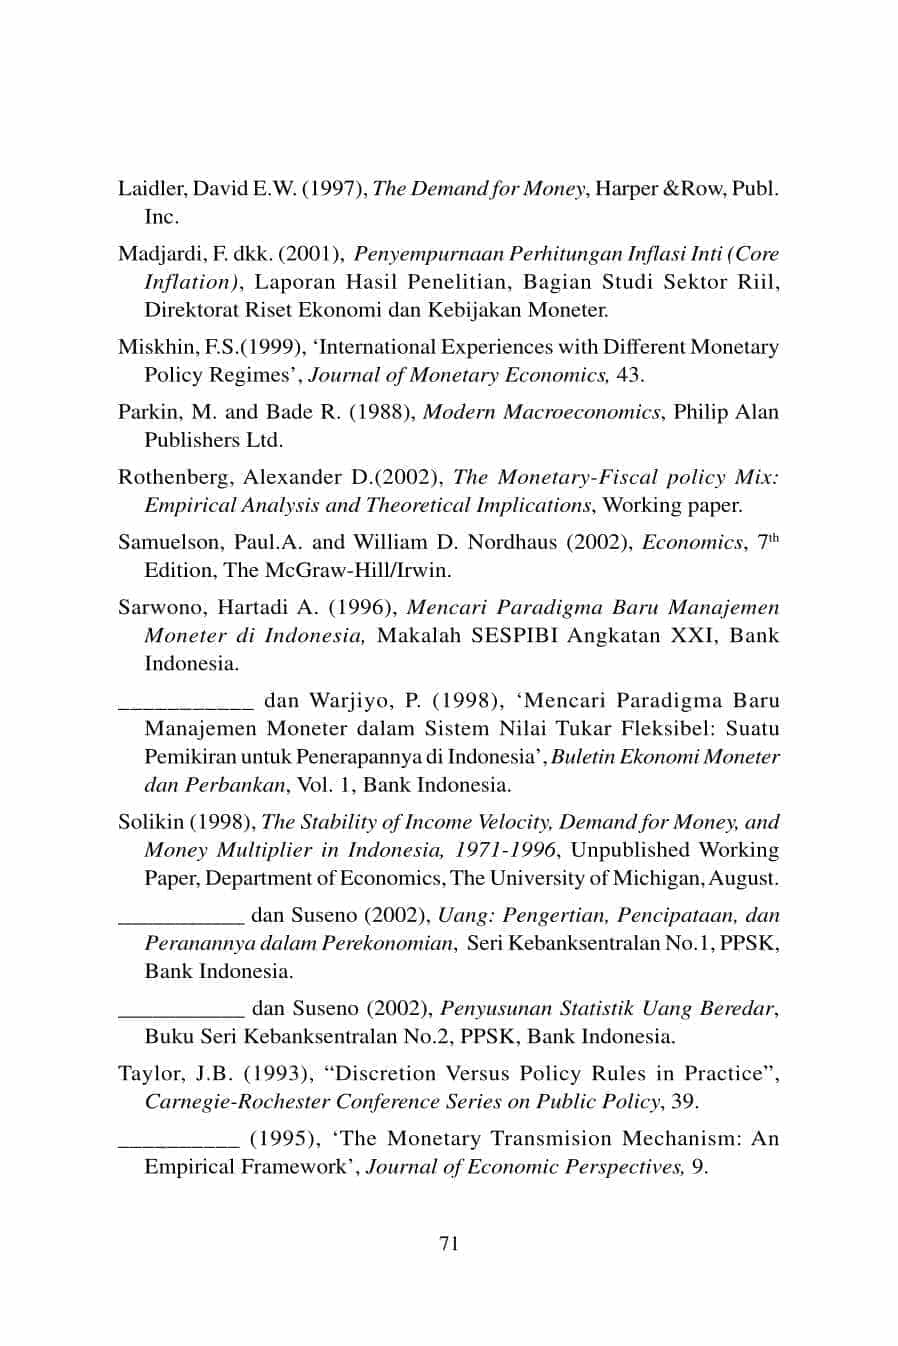 Laidler, David E.W. (1997), The Demand for Money, Harper &Row, Publ.
Inc.
Madjardi, F. dkk. (2001), Penyempurnaan Perhitungan Inflasi Inti (Core
Inflation), Laporan Hasil Penelitian, Bagian Studi Sektor Riil,
Direktorat Riset Ekonomi dan Kebijakan Moneter.
Miskhin, F.S.(1999), ‘International Experiences with Different Monetary
Policy Regimes’, Journal of Monetary Economics, 43.
Parkin, M. and Bade R. (1988), Modern Macroeconomics, Philip Alan
Publishers Ltd.
Rothenberg, Alexander D.(2002), The Monetary-Fiscal policy Mix:
Empirical Analysis and Theoretical Implications, Working paper.
Samuelson, Paul.A. and William D. Nordhaus (2002), Economics, 7th
Edition, The McGraw-Hill/Irwin.
Sarwono, Hartadi A. (1996), Mencari Paradigma Baru Manajemen
Moneter di Indonesia, Makalah SESPIBI Angkatan XXI, Bank
Indonesia.
___________ dan Warjiyo, P. (1998), ‘Mencari Paradigma Baru
Manajemen Moneter dalam Sistem Nilai Tukar Fleksibel: Suatu
Pemikiran untuk Penerapannya di Indonesia’, Buletin Ekonomi Moneter
dan Perbankan, Vol. 1, Bank Indonesia.
Solikin (1998), The Stability of Income Velocity, Demand for Money, and
Money Multiplier in Indonesia, 1971-1996, Unpublished Working
Paper, Department of Economics, The University of Michigan, August.
___________ dan Suseno (2002), Uang: Pengertian, Pencipataan, dan
Peranannya dalam Perekonomian, Seri Kebanksentralan No.1, PPSK,
Bank Indonesia.
___________ dan Suseno (2002), Penyusunan Statistik Uang Beredar,
Buku Seri Kebanksentralan No.2, PPSK, Bank Indonesia.
Taylor, J.B. (1993), “Discretion Versus Policy Rules in Practice”,
Carnegie-Rochester Conference Series on Public Policy, 39.
__________ (1995), ‘The Monetary Transmision Mechanism: An
Empirical Framework’, Journal of Economic Perspectives, 9.
71